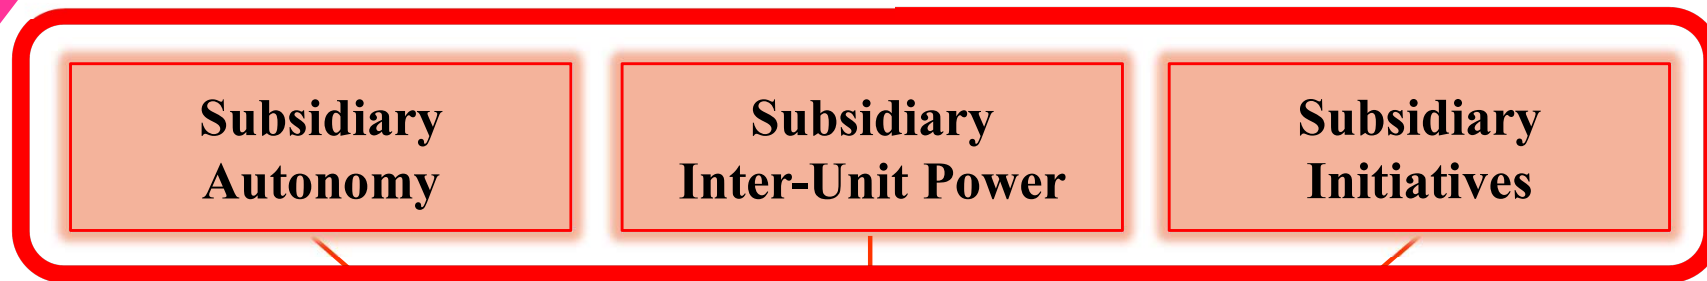 Subsidiary
Autonomy
Subsidiary
Inter-Unit Power
Subsidiary
Initiatives